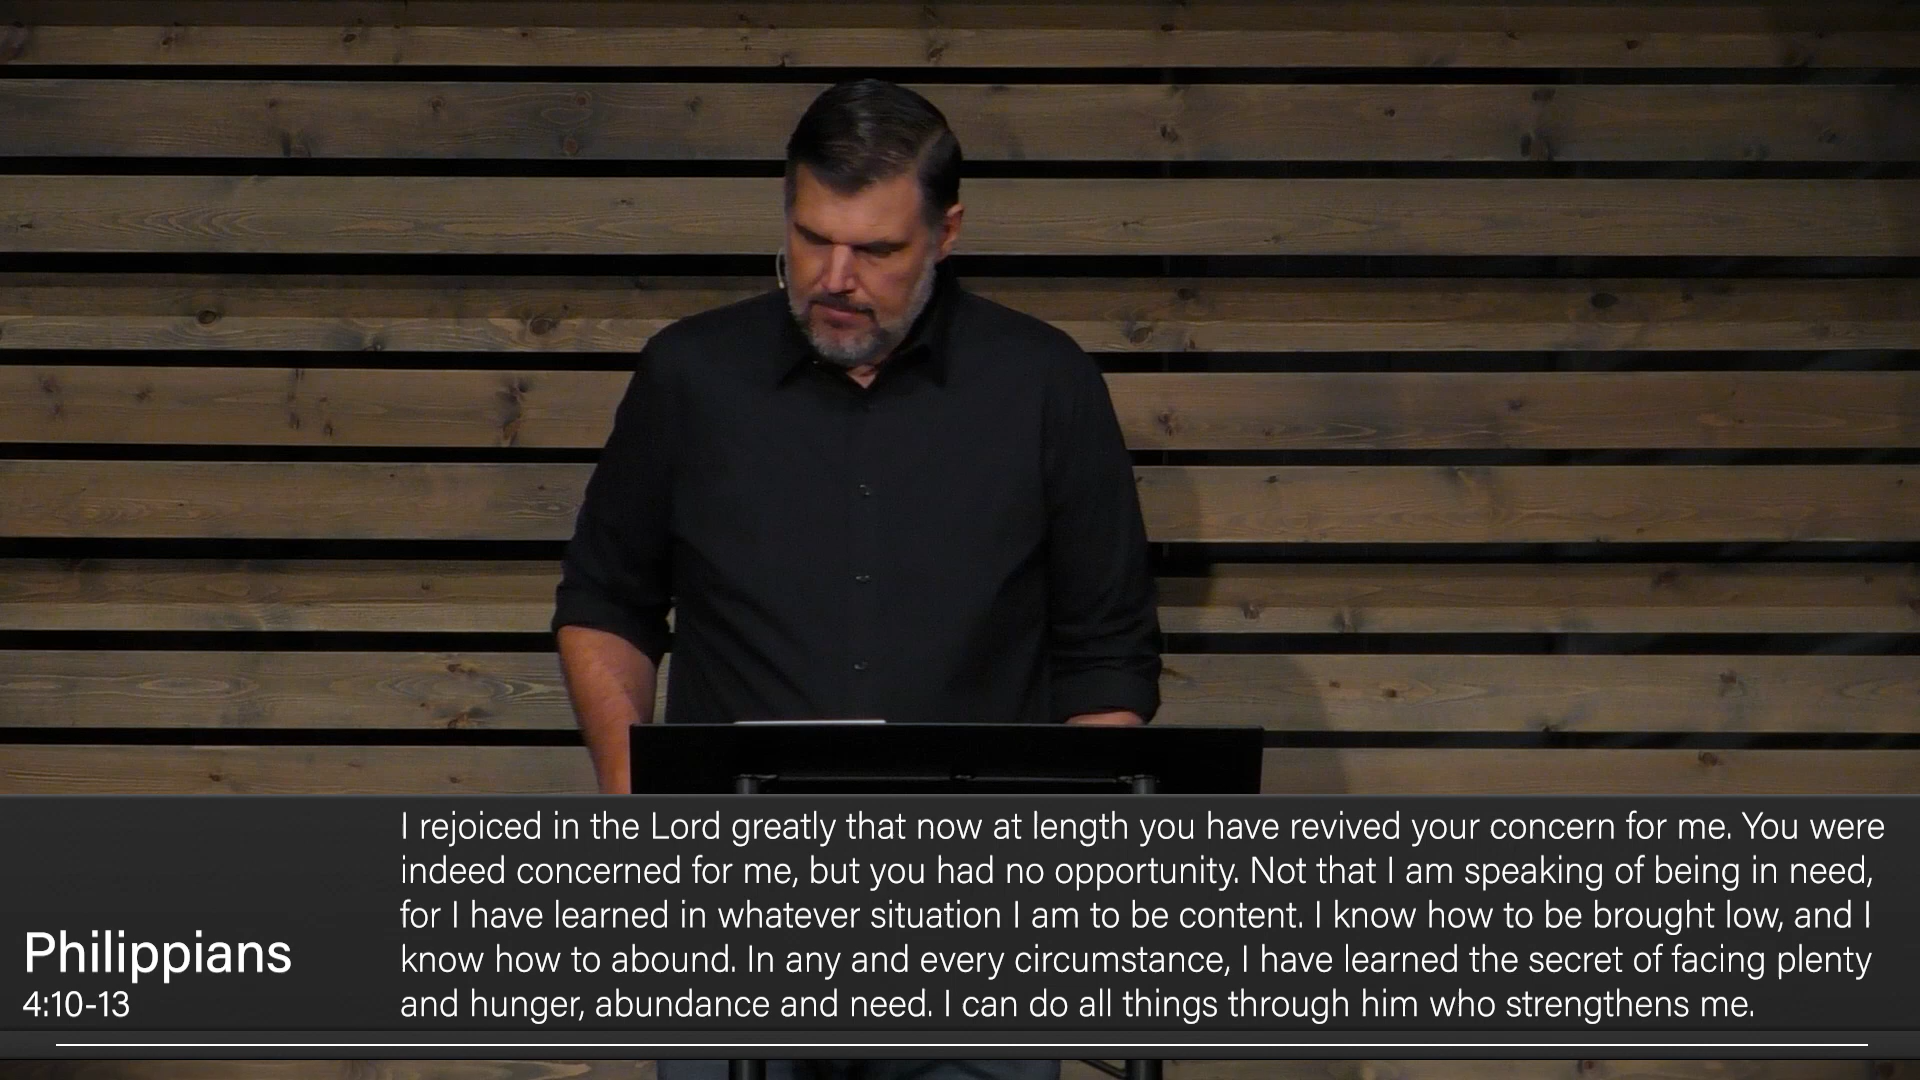 Philippians
4:10-13
I rejoiced in the Lord greatly that now at length you have revived your concern for me. You were
indeed concerned for me, but you had no opportunity. Not that I am speaking of being in need,
for I have learned in whatever situation I am to be content. I know how to be brought low, and I
know how to abound. In any and every circumstance, I have learned the secret of facing plenty
and hunger, abundance and need. I can do all things through him who strengthens me.